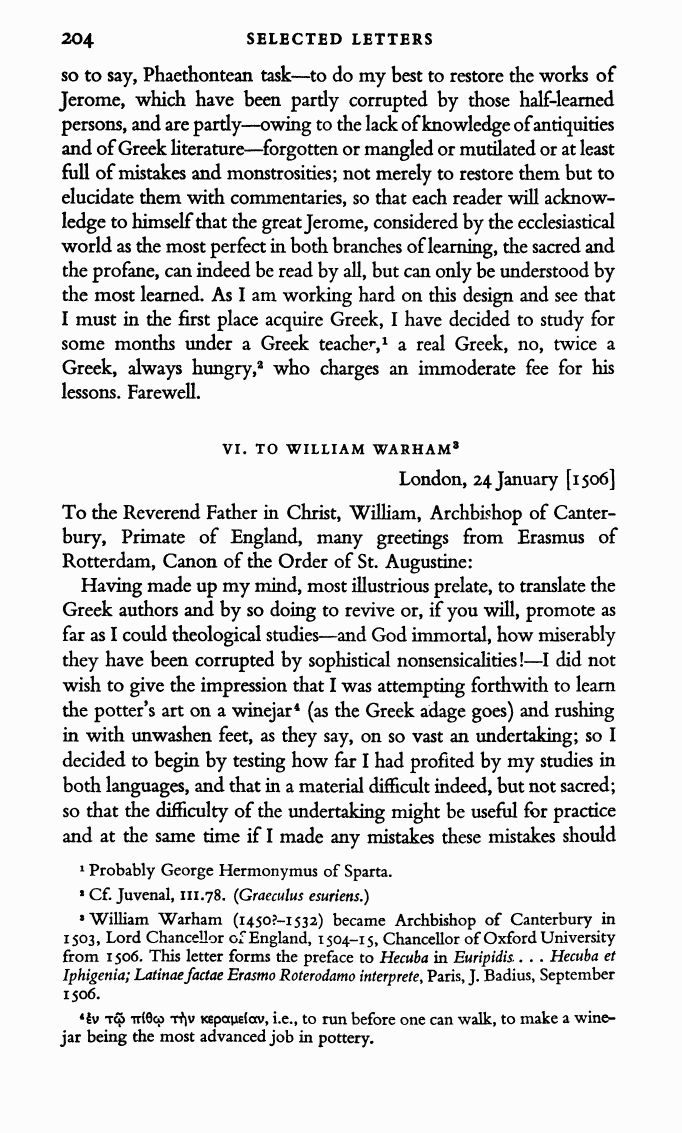 204 SELECTED LETTERS
so to say, Phaethontean task—to do my best to restore the works of
Jerome, which have been partly corrupted by those half-learned
persons, and are partly—owing to the lack of knowledge of antiquities
and of Greek literature—forgotten or mangled or mutilated or at least
full of mistakes and monstrosities; not merely to restore them but to
elucidate them with commentaries, so that each reader will acknow-
ledge to himself that the great Jerome, considered by the ecclesiastical
world as the most perfect in both branches of learning, the sacred and
the profane, can indeed be read by all, but can only be understood by
the most learned. As I am working hard on this design and see that
I must in the first place acquire Greek, I have decided to study for
some months under a Greek teacher,¹ a real Greek, no, twice a
Greek, always hungry,² who charges an immoderate fee for his
lessons. Farewell.
VI. TO WILLIAM WARHAM³
London, 24 January [1506]
To the Reverend Father in Christ, William, Archbishop of Canter-
bury, Primate of England, many greetings from Erasmus of
Rotterdam, Canon of the Order of St. Augustine:
Having made up my mind, most illustrious prelate, to translate the
Greek authors and by so doing to revive or, if you will, promote as
far as I could theological studies—and God immortal, how miserably
they have been corrupted by sophistical nonsensicalities!—I did not
wish to give the impression that I was attempting forthwith to learn
the potter's art on a winejar⁴ (as the Greek adage goes) and rushing
in with unwashen feet, as they say, on so vast an undertaking; so I
decided to begin by testing how far I had profited by my studies in
both languages, and that in a material difficult indeed, but not sacred;
so that the difficulty of the undertaking might be useful for practice
and at the same time if I made any mistakes these mistakes should
¹ Probably George Hermonymus of Sparta.
² Cf. Juvenal, III.78. (Graeculus esuriens.)
³ William Warham (1450?–1532) became Archbishop of Canterbury in
1503, Lord Chancellor of England, 1504–15, Chancellor of Oxford University
from 1506. This letter forms the preface to Hecuba in Euripidis. . . . Hecuba et
Iphigenia; Latinae factae Erasmo Roterodamo interprete, Paris, J. Badius, September
1506.
⁴ ἐν τῷ πίθῳ τὴν κεραμείαν, i.e., to run before one can walk, to make a wine-
jar being the most advanced job in pottery.